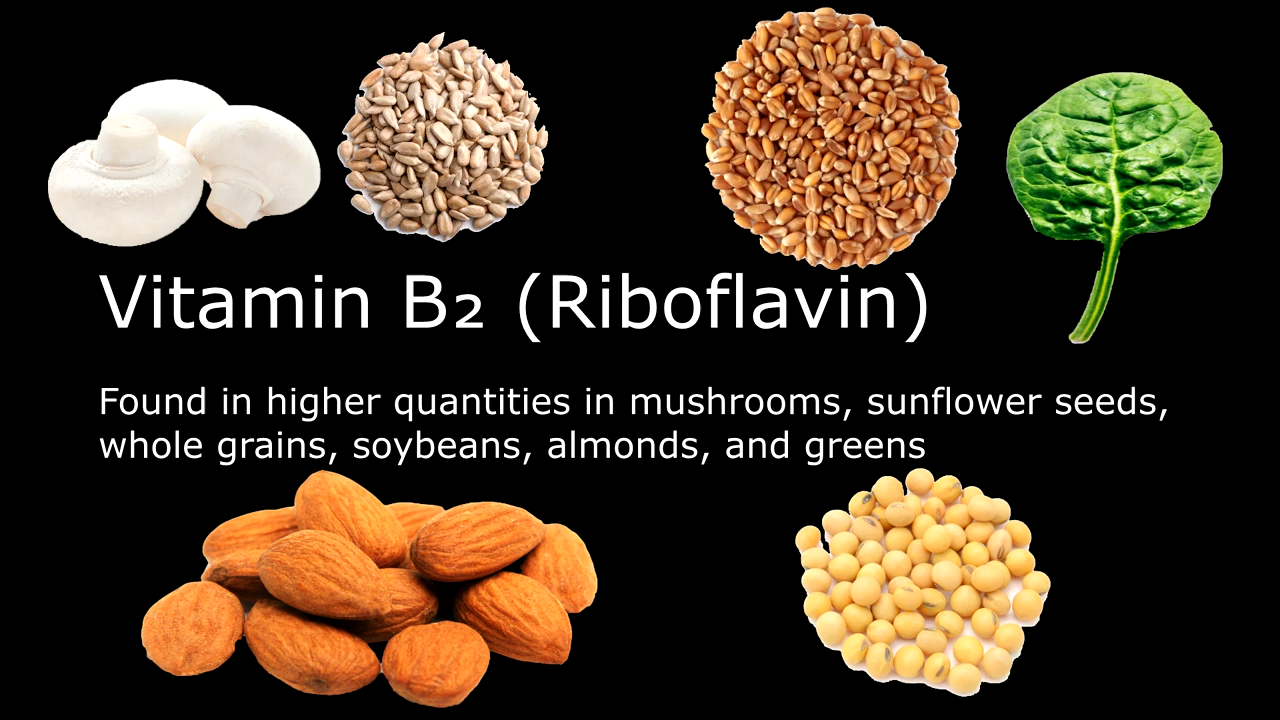 Vitamin B2 (Riboflavin)
Found in higher quantities in mushrooms, sunflower seeds,
whole grains, soybeans, almonds, and greens